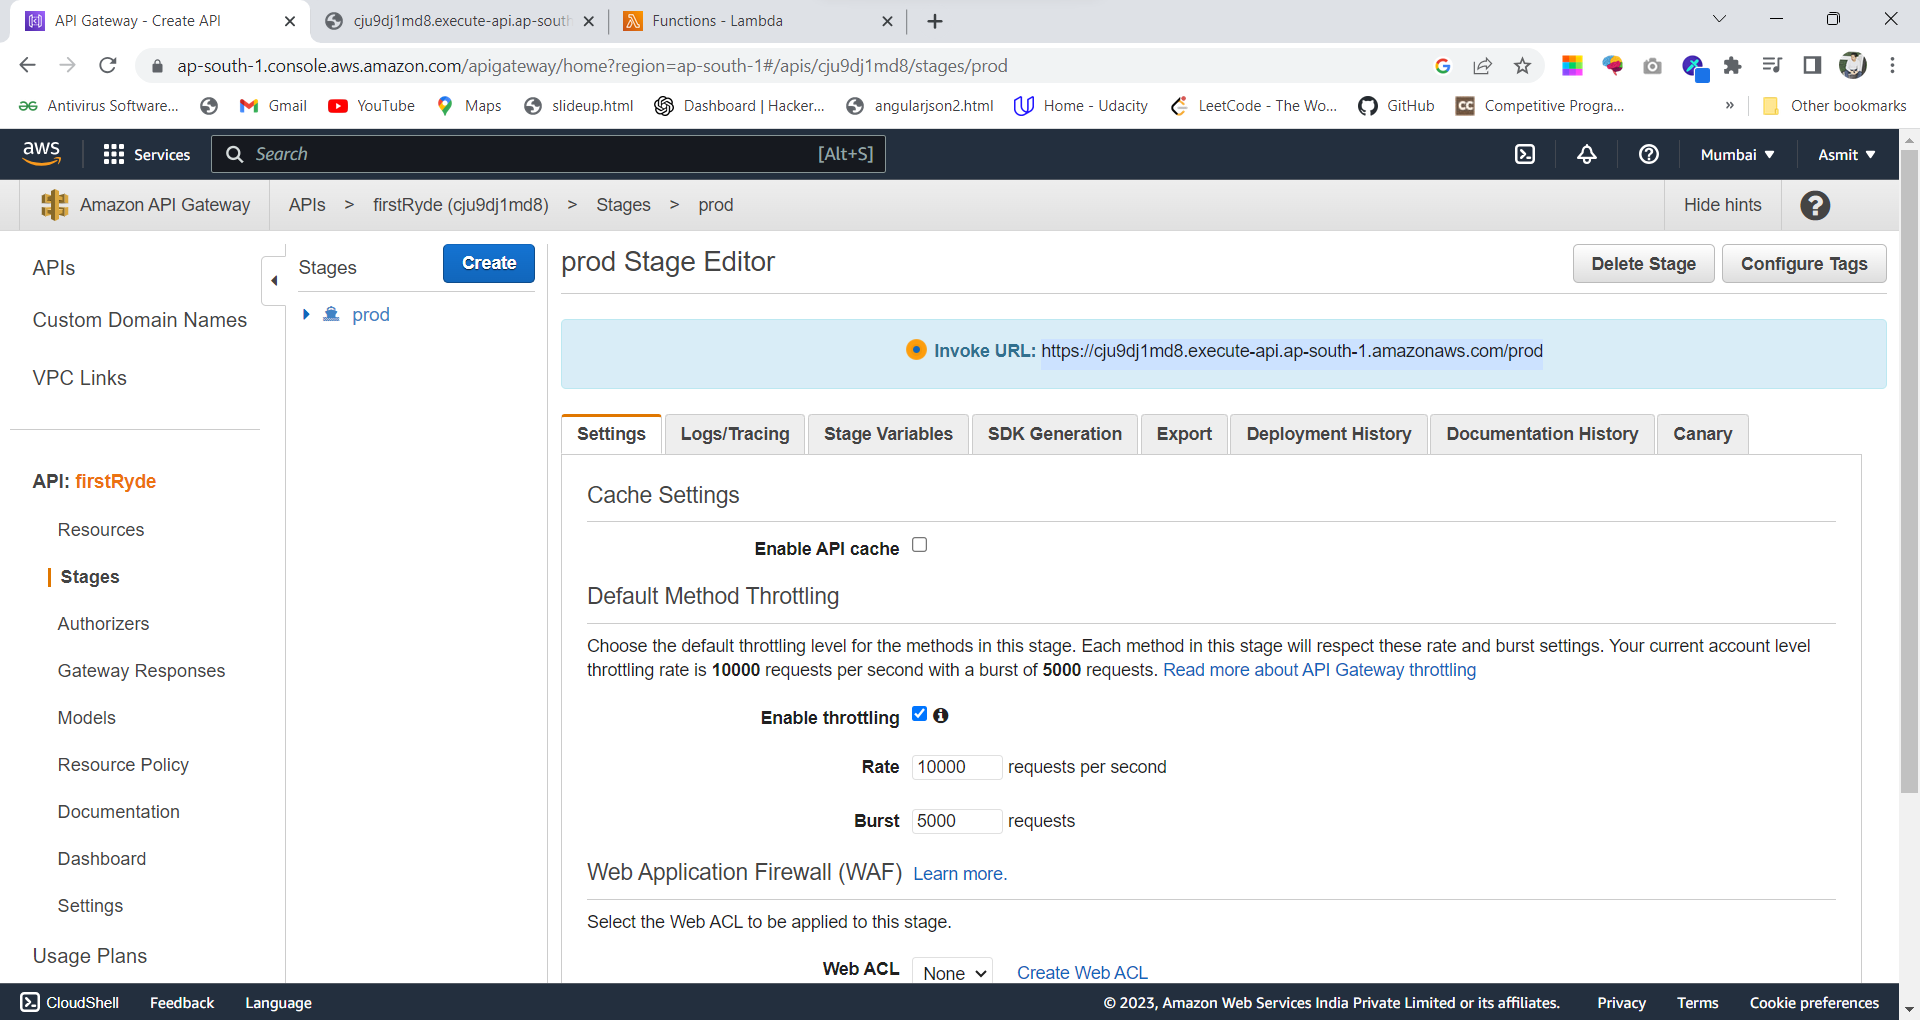 API Gateway - Create API
cju9dj1md8.execute-api.ap-south
Functions - Lambda
ap-south-1.console.aws.amazon.com/apigateway/home?region=ap-south-1#/apis/cju9dj1md8/stages/prod
Antivirus Software...
Gmail
YouTube
Maps
slideup.html
Dashboard | Hacker...
angularjson2.html
Home - Udacity
LeetCode - The Wo...
GitHub
CC
Competitive Progra...
»
Other bookmarks
aws
Services
Search
[Alt+S]
Mumbai
Asmit
Amazon API Gateway
APIs > firstRyde (cju9dj1md8) > Stages > prod
Hide hints
APIs
Custom Domain Names
VPC Links
API: firstRyde
Resources
Stages
Authorizers
Gateway Responses
Models
Resource Policy
Documentation
Dashboard
Settings
Usage Plans
Stages
Create
prod
prod Stage Editor
Delete Stage
Configure Tags
Invoke URL: https://cju9dj1md8.execute-api.ap-south-1.amazonaws.com/prod
Settings
Logs/Tracing
Stage Variables
SDK Generation
Export
Deployment History
Documentation History
Canary
Cache Settings
Enable API cache
Default Method Throttling
Choose the default throttling level for the methods in this stage. Each method in this stage will respect these rate and burst settings. Your current account level
throttling rate is 10000 requests per second with a burst of 5000 requests. Read more about API Gateway throttling
Enable throttling
Rate 10000 requests per second
Burst 5000 requests
Web Application Firewall (WAF) Learn more.
Select the Web ACL to be applied to this stage.
Web ACL None Create Web ACL
CloudShell
Feedback
Language
© 2023, Amazon Web Services India Private Limited or its affiliates.
Privacy
Terms
Cookie preferences